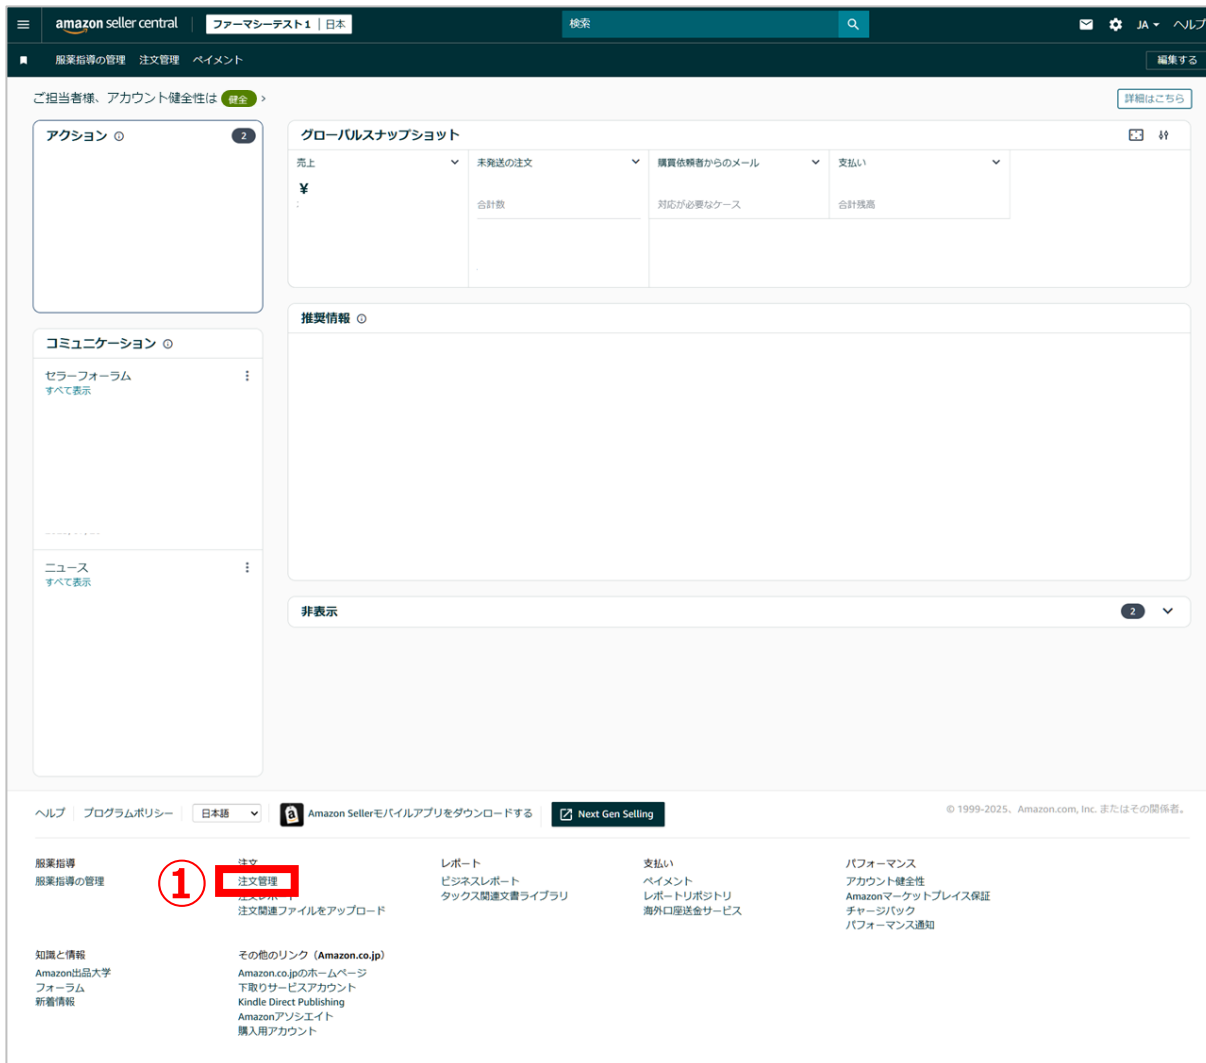 amazon seller central
ファーマシーテスト1 | 日本
検索
JA
ヘルプ
服薬指導の管理 注文管理 ペイメント
編集する
ご担当者様、アカウント健全性は 健全
詳細はこちら
アクション
2
グローバルスナップショット
売上
¥
未発送の注文
合計数
購買依頼者からのメール
対応が必要なケース
支払い
合計残高
推奨情報
コミュニケーション
セラーフォーラム
すべて表示
ニュース
すべて表示
非表示
2
ヘルプ プログラムポリシー 日本語 Amazon Sellerモバイルアプリをダウンロードする Next Gen Selling
© 1999-2025、Amazon.com, Inc. またはその関係者。
服薬指導
服薬指導の管理
①
注文
注文管理
注文レポート
注文関連ファイルをアップロード
レポート
ビジネスレポート
タックス関連文書ライブラリ
支払い
ペイメント
レポートリポジトリ
海外口座送金サービス
パフォーマンス
アカウント健全性
Amazonマーケットプレイス保証
チャージバック
パフォーマンス通知
知識と情報
Amazon出品大学
フォーラム
新着情報
その他のリンク（Amazon.co.jp）
Amazon.co.jpのホームページ
下取りサービスアカウント
Kindle Direct Publishing
Amazonアソシエイト
購入用アカウント